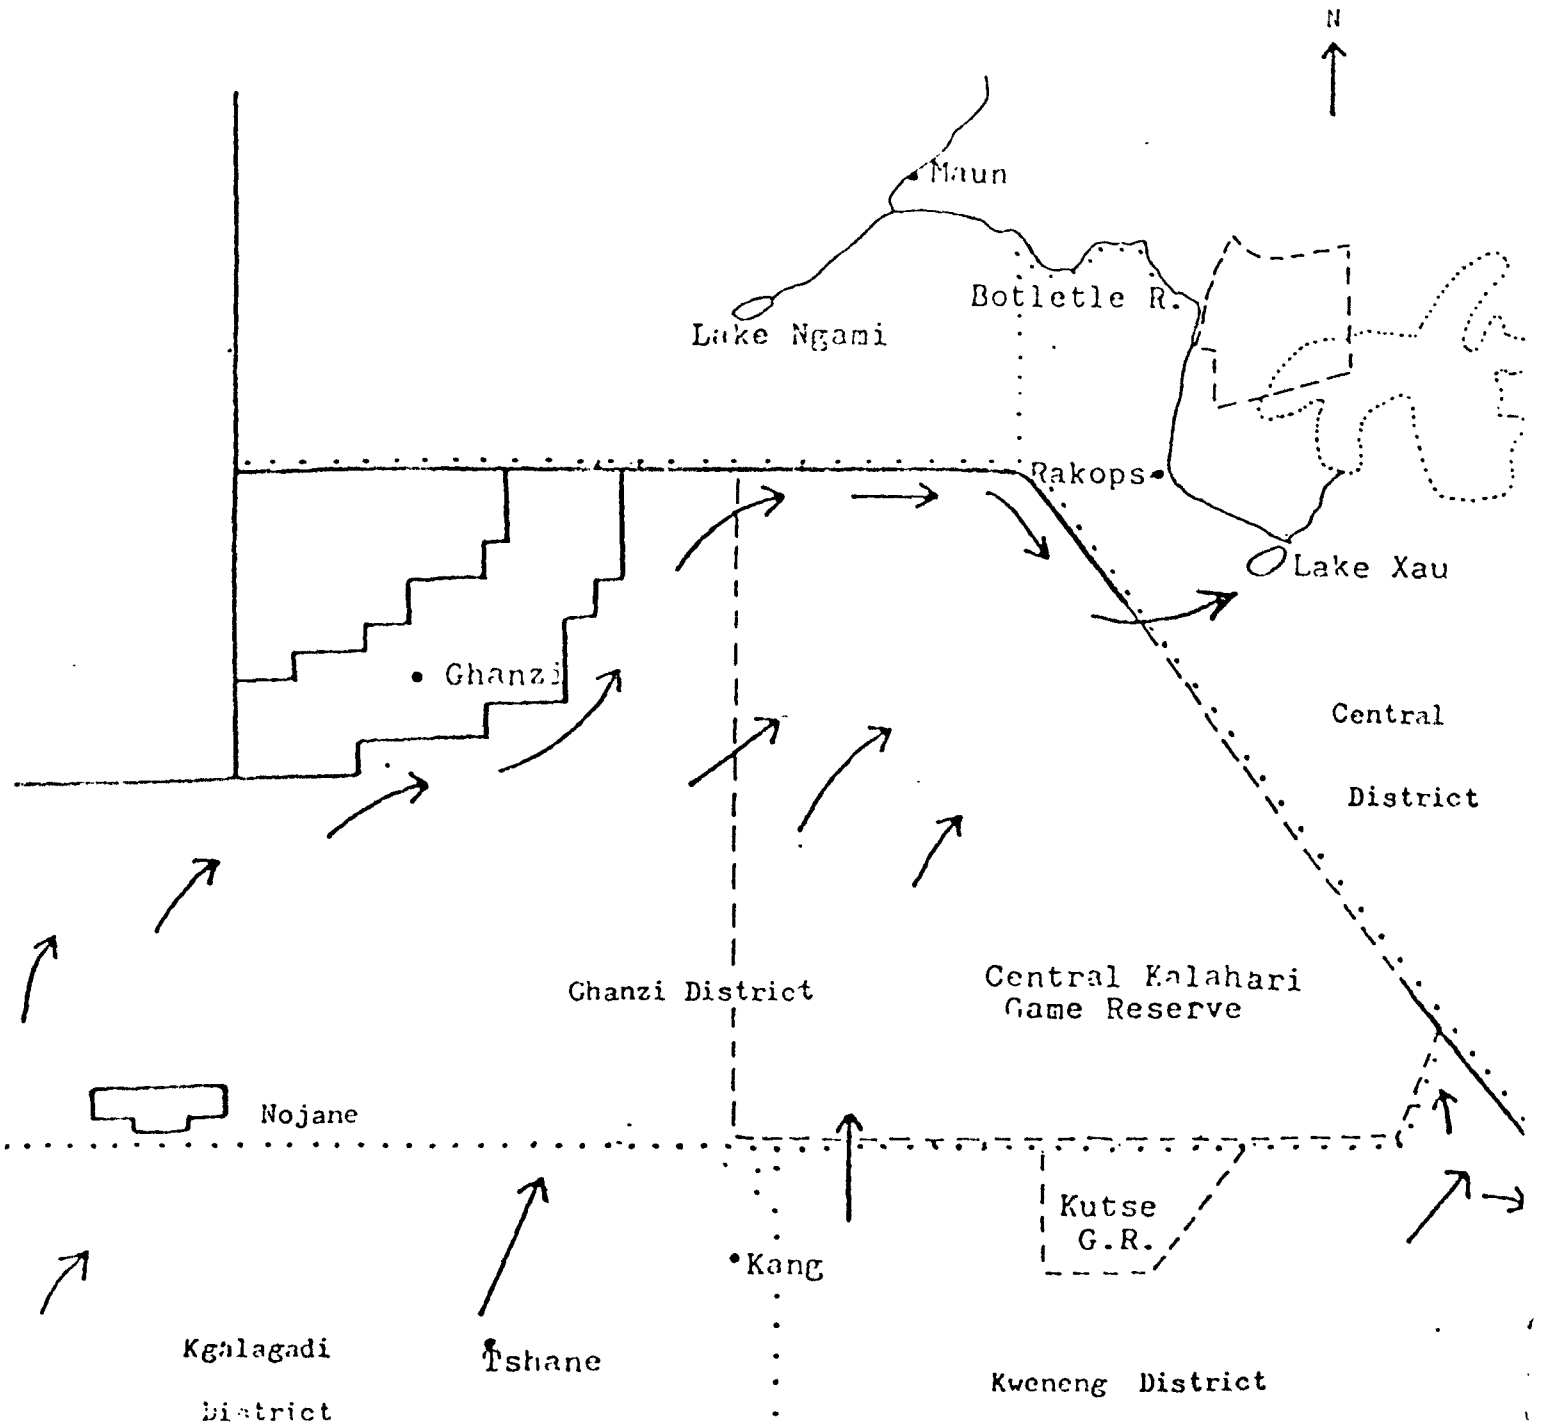 N
Maun
Botletle R.
Lake Ngami
Rakops
Lake Xau
Ghanzi
Central
District
Ghanzi District
Central Kalahari
Game Reserve
Nojane
Kutse
G.R.
Kang
Kgalagadi
District
Tshane
Kweneng District